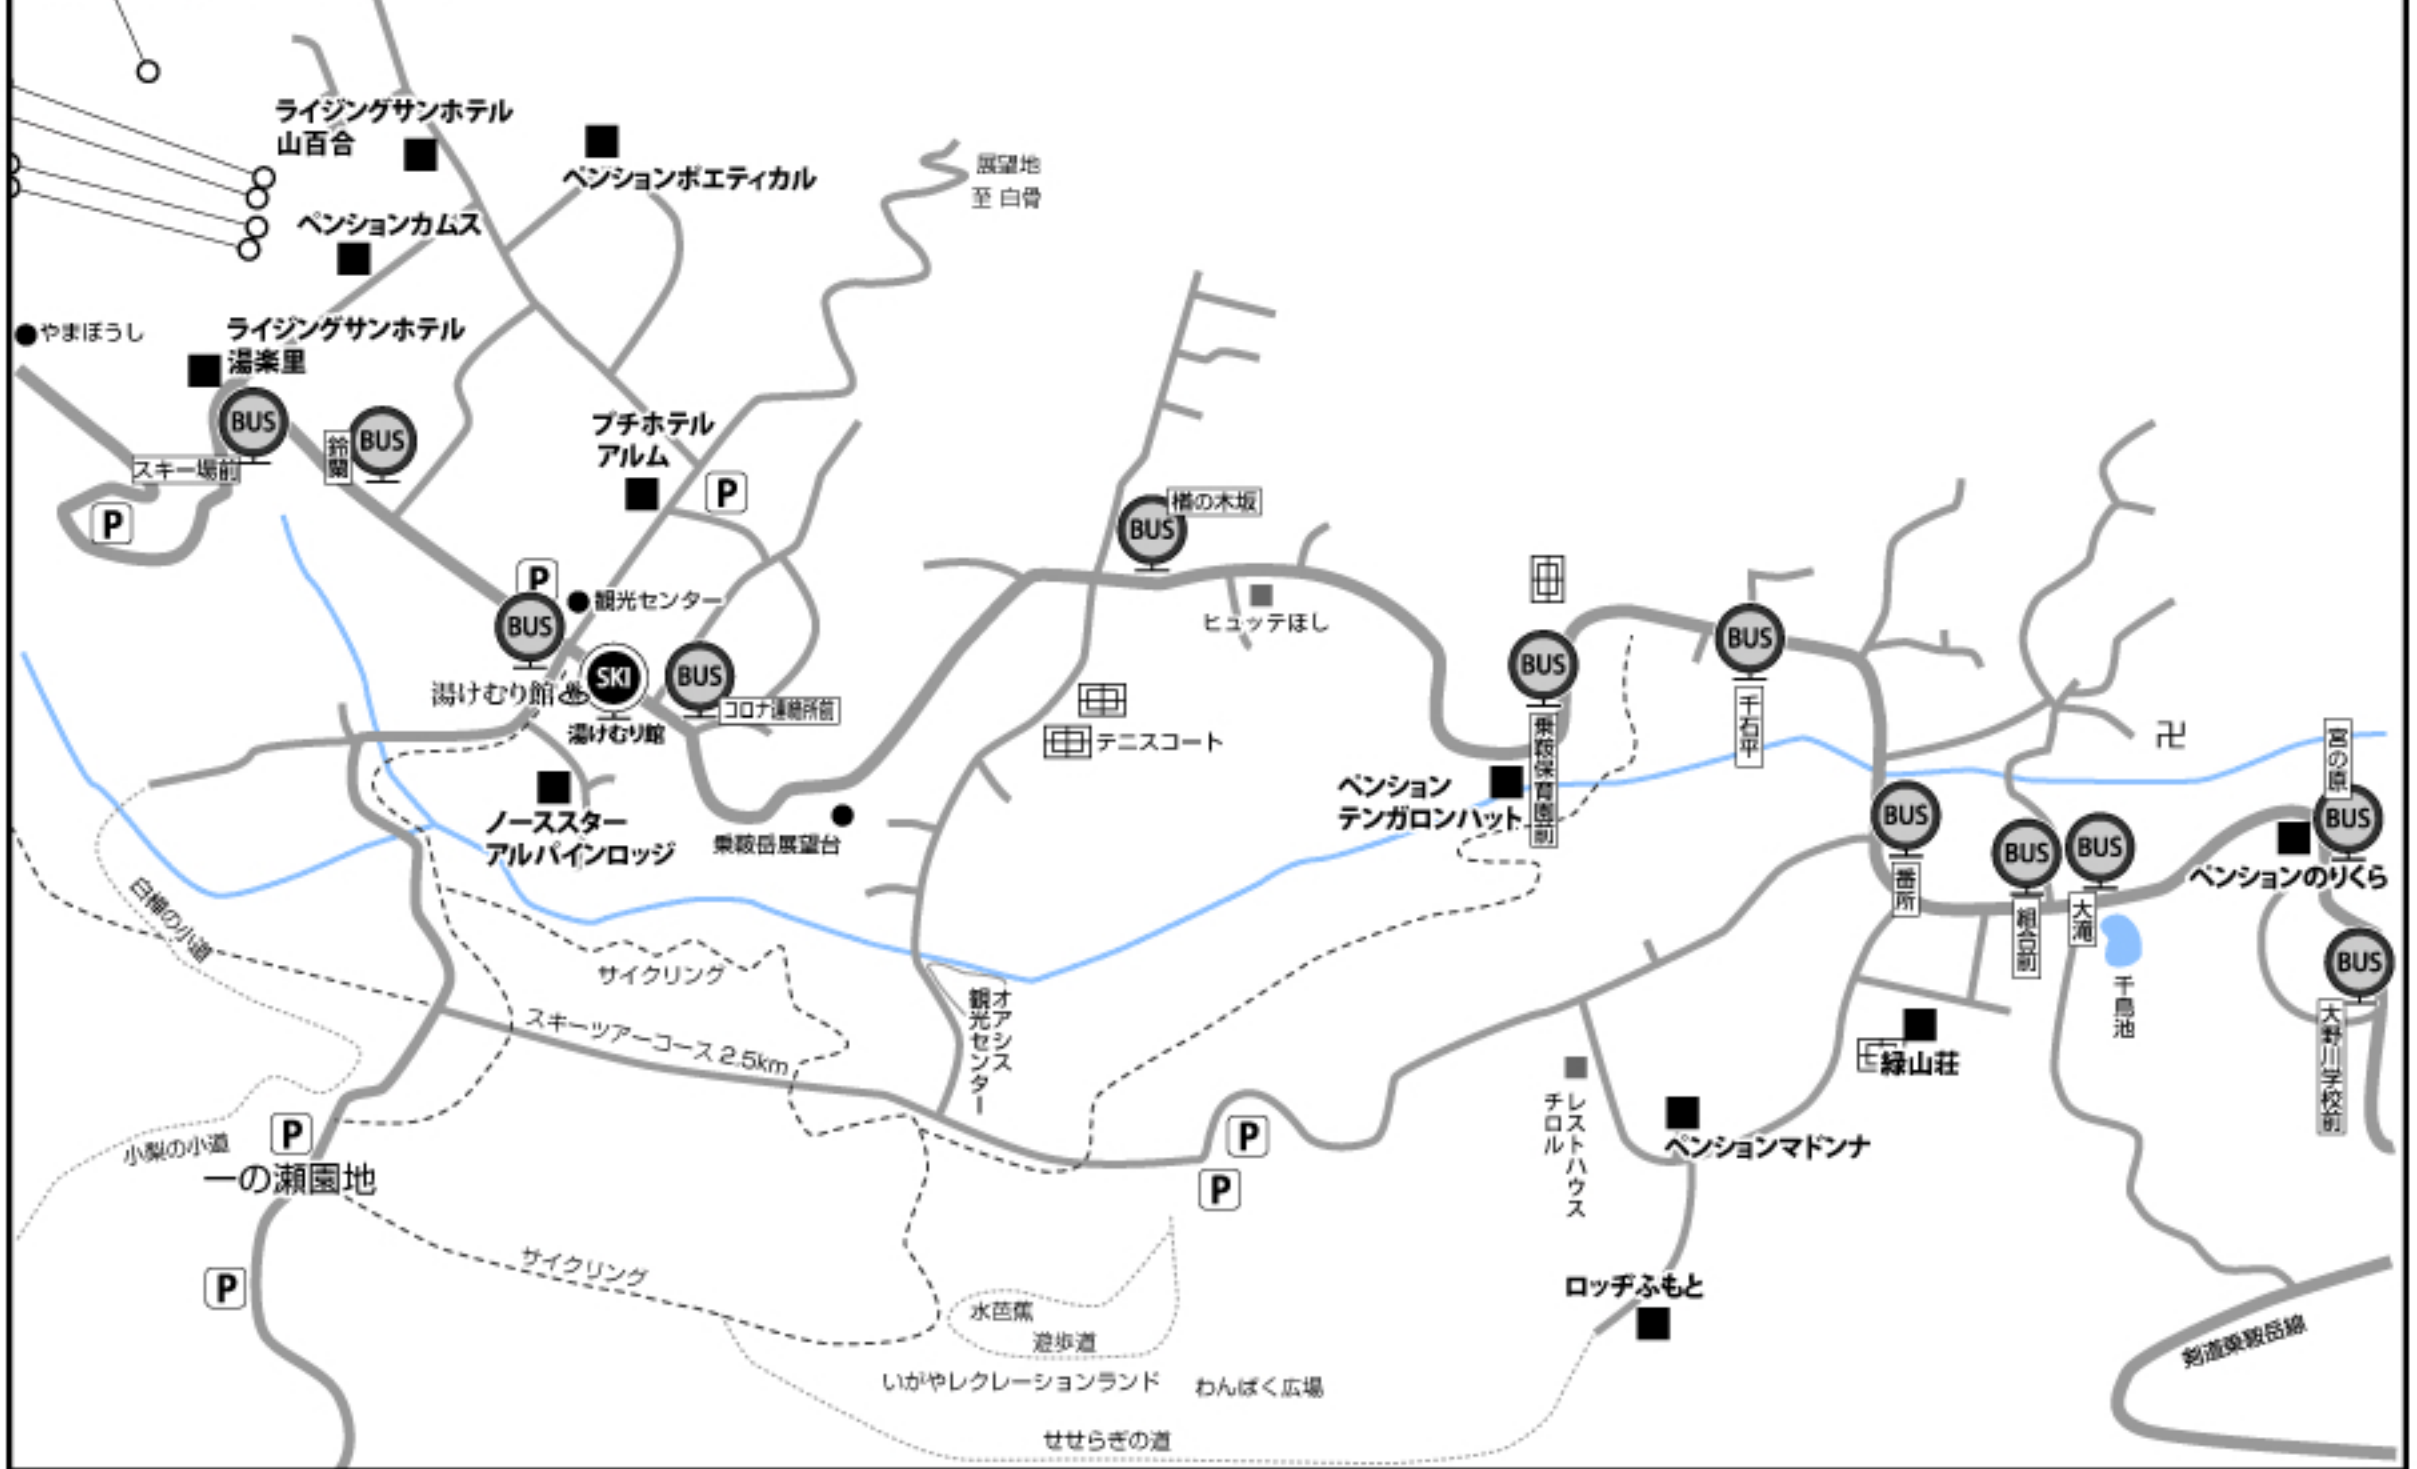 ライジングサンホテル
山百合
ペンションポエティカル
展望地
至 白骨
ペンションカムス
やまぼうし
ライジングサンホテル
湯楽里
BUS
スキー場前
鈴蘭
BUS
P
プチホテル
アルム
P
楢の木坂
BUS
P
BUS
観光センター
ヒュッテほし
湯けむり館
SKI
湯けむり館
BUS
コロナ連絡所前
テニスコート
BUS
乗鞍保育園前
BUS
千石平
卍
宮の原
BUS
ノーススター
アルパインロッジ
乗鞍岳展望台
ペンション
テンガロンハット
BUS
番所
BUS
組合前
BUS
大滝
ペンションのりくら
千鳥池
BUS
大野川学校前
白樺の小道
サイクリング
スキーツアーコース 2.5km
オアシス
観光センター
緑山荘
レストハウス
チロル
ペンションマドンナ
P
小梨の小道
一の瀬園地
P
P
P
サイクリング
水芭蕉
遊歩道
ロッヂふもと
いがやレクレーションランド
わんぱく広場
せせらぎの道